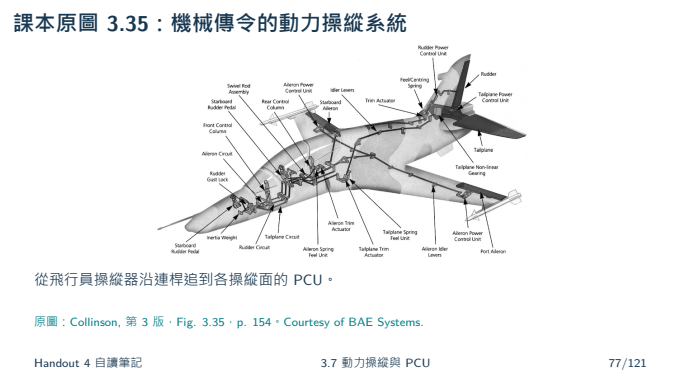 課本原圖 3.35：機械傳令的動力操縱系統
Rudder Power
Control Unit
Rudder
Feel/Centring
Spring
Tailplane Power
Control Unit
Trim Actuator
Idler Levers
Aileron Power
Control Unit
Starboard
Aileron
Swivel Rod
Assembly
Rear Control
Column
Starboard
Rudder Pedal
Front Control
Column
Aileron Circuit
Rudder
Gust Lock
Tailplane
Tailplane Non-linear
Gearing
Starboard
Rudder Pedal
Inertia Weight
Rudder Circuit
Tailplane Circuit
Aileron Spring
Feel Unit
Aileron Trim
Actuator
Tailplane Trim
Actuator
Tailplane Spring
Feel Unit
Aileron Idler
Levers
Aileron Power
Control Unit
Port Aileron
從飛行員操縱器沿連桿追到各操縱面的 PCU。
原圖：Collinson, 第 3 版，Fig. 3.35，p. 154。Courtesy of BAE Systems.
Handout 4 自讀筆記
3.7 動力操縱與 PCU
77/121